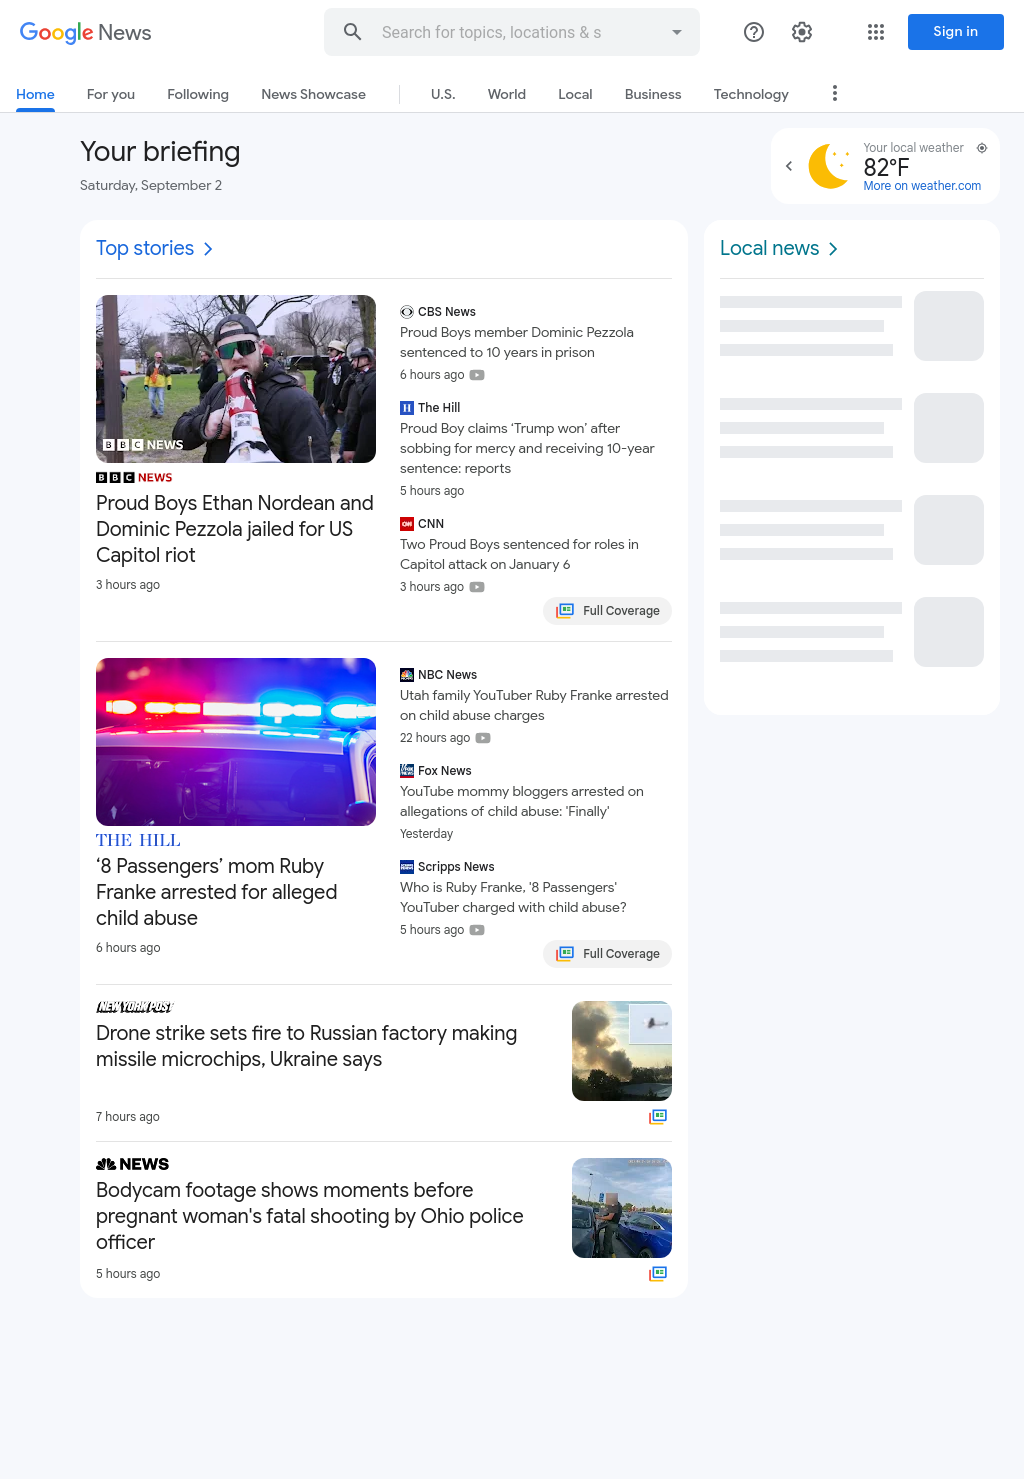 Google News
Search for topics, locations & s
Sign in
Home
For you
Following
News Showcase
U.S.
World
Local
Business
Technology
Your briefing
Saturday, September 2
Your local weather
82°F
More on weather.com
Top stories
BBC NEWS
BBC NEWS
Proud Boys Ethan Nordean and
Dominic Pezzola jailed for US
Capitol riot
3 hours ago
CBS News
Proud Boys member Dominic Pezzola
sentenced to 10 years in prison
6 hours ago
H The Hill
Proud Boy claims ‘Trump won’ after
sobbing for mercy and receiving 10-year
sentence: reports
5 hours ago
CNN
Two Proud Boys sentenced for roles in
Capitol attack on January 6
3 hours ago
Full Coverage
THE HILL
‘8 Passengers’ mom Ruby
Franke arrested for alleged
child abuse
6 hours ago
NBC News
Utah family YouTuber Ruby Franke arrested
on child abuse charges
22 hours ago
Fox News
YouTube mommy bloggers arrested on
allegations of child abuse: 'Finally'
Yesterday
Scripps News
Who is Ruby Franke, '8 Passengers'
YouTuber charged with child abuse?
5 hours ago
Full Coverage
NEW YORK POST
Drone strike sets fire to Russian factory making
missile microchips, Ukraine says
7 hours ago
NEWS
Bodycam footage shows moments before
pregnant woman's fatal shooting by Ohio police
officer
5 hours ago
Local news